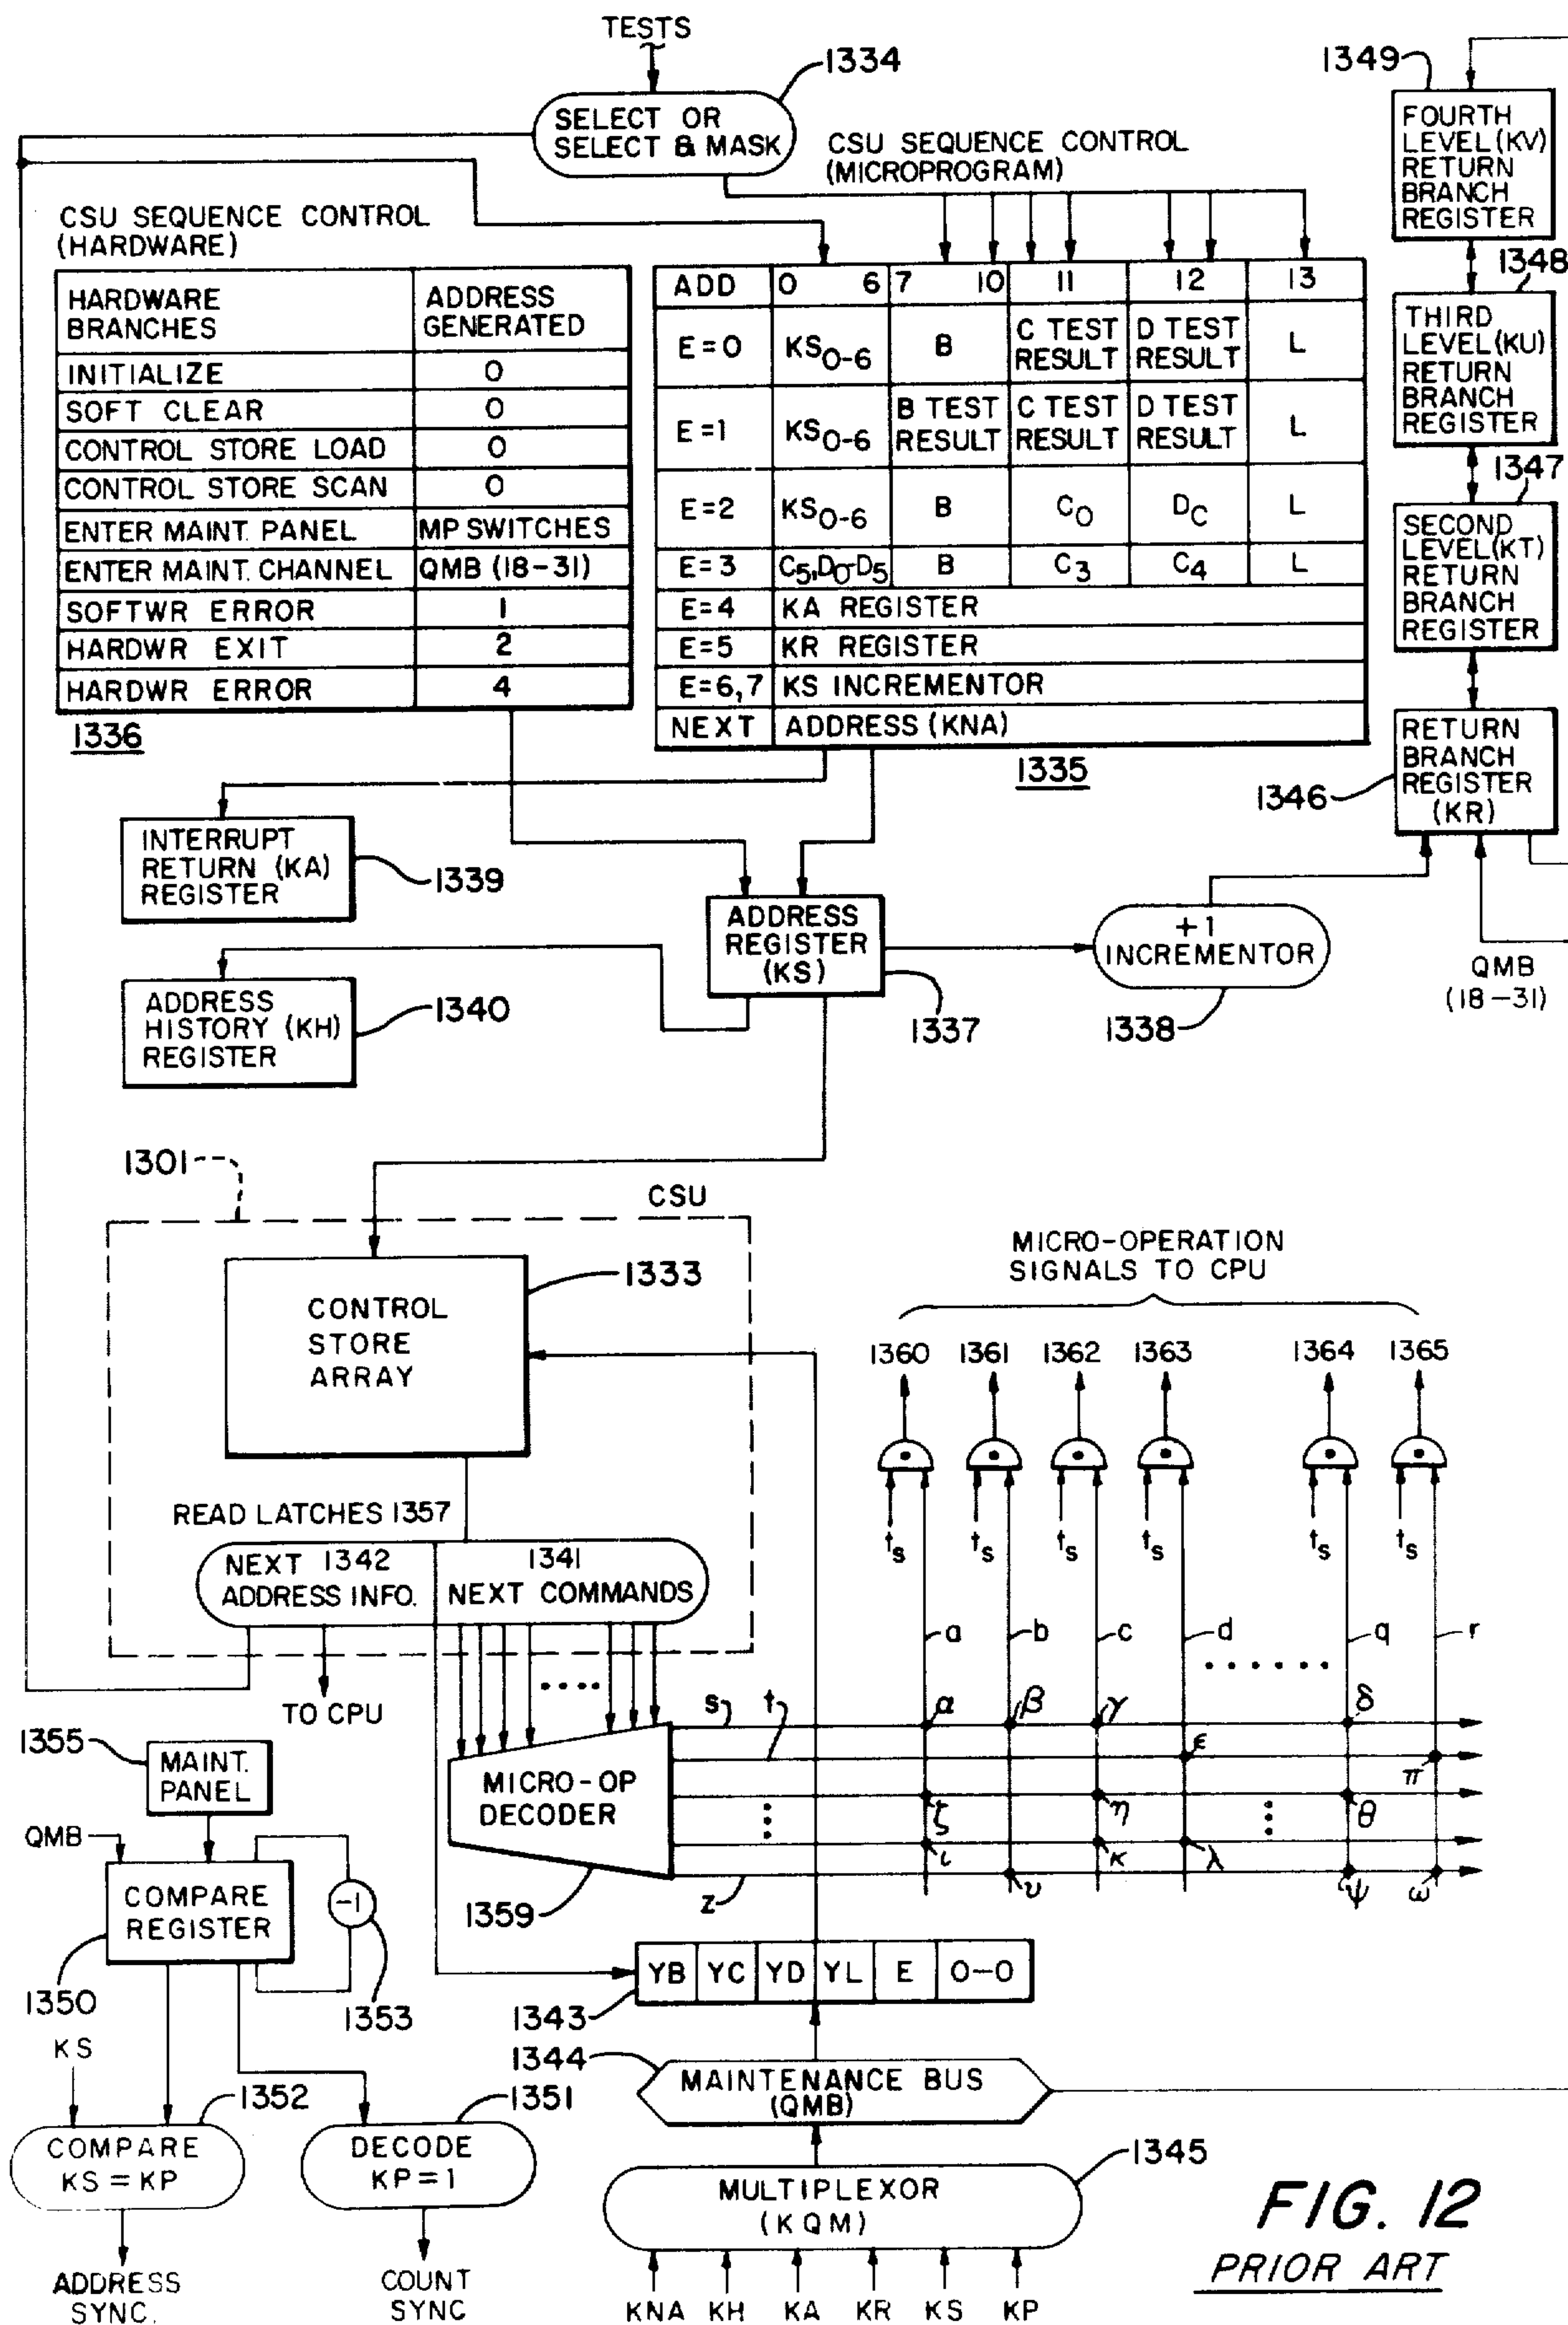 TESTS
1334
SELECT OR
SELECT & MASK
CSU SEQUENCE CONTROL
(MICROPROGRAM)
CSU SEQUENCE CONTROL
(HARDWARE)
HARDWARE BRANCHES ADDRESS GENERATED
INITIALIZE 0
SOFT CLEAR 0
CONTROL STORE LOAD 0
CONTROL STORE SCAN 0
ENTER MAINT. PANEL MP SWITCHES
ENTER MAINT. CHANNEL QMB (18-31)
SOFTWR ERROR 1
HARDWR EXIT 2
HARDWR ERROR 4
1336
ADD 0 6 7 10 11 12 13
E=0 KS0-6 B C TEST RESULT D TEST RESULT L
E=1 KS0-6 B TEST RESULT C TEST RESULT D TEST RESULT L
E=2 KS0-6 B C0 DC L
E=3 C5,D0-D5 B C3 C4 L
E=4 KA REGISTER
E=5 KR REGISTER
E=6,7 KS INCREMENTOR
NEXT ADDRESS (KNA)
1335
1349
FOURTH
LEVEL(KV)
RETURN
BRANCH
REGISTER
1348
THIRD
LEVEL(KU)
RETURN
BRANCH
REGISTER
1347
SECOND
LEVEL(KT)
RETURN
BRANCH
REGISTER
RETURN
BRANCH
REGISTER
(KR)
1346
INTERRUPT
RETURN (KA)
REGISTER
1339
ADDRESS
REGISTER
(KS)
1337
+1
INCREMENTOR
1338
QMB
(18-31)
ADDRESS
HISTORY (KH)
REGISTER
1340
1301
CSU
CONTROL
STORE
ARRAY
1333
READ LATCHES 1357
NEXT 1342
ADDRESS INFO.
1341
NEXT COMMANDS
TO CPU
MICRO-OPERATION
SIGNALS TO CPU
1360 1361 1362 1363 1364 1365
ts ts ts ts ts ts
a b c d q r
s t α β γ δ
ε π
ζ η θ
ι κ λ
z υ ψ ω
MICRO-OP
DECODER
1359
1355
MAINT.
PANEL
QMB
COMPARE
REGISTER
-1
1350
1353
KS
1352
COMPARE
KS = KP
ADDRESS
SYNC.
1351
DECODE
KP = 1
COUNT
SYNC
YB YC YD YL E 0-0
1343
1344
MAINTENANCE BUS
(QMB)
1345
MULTIPLEXOR
(KQM)
KNA KH KA KR KS KP
FIG. 12
PRIOR ART